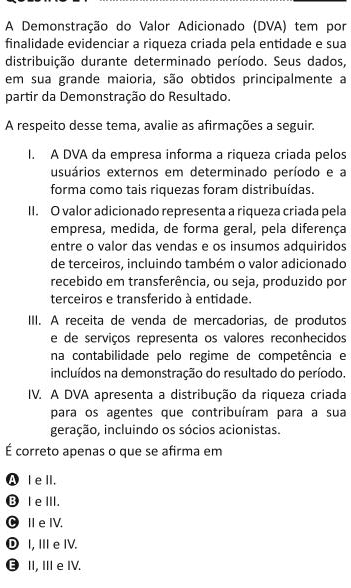 A Demonstração do Valor Adicionado (DVA) tem por
finalidade evidenciar a riqueza criada pela entidade e sua
distribuição durante determinado período. Seus dados,
em sua grande maioria, são obtidos principalmente a
partir da Demonstração do Resultado.
A respeito desse tema, avalie as afirmações a seguir.
I. A DVA da empresa informa a riqueza criada pelos
usuários externos em determinado período e a
forma como tais riquezas foram distribuídas.
II. O valor adicionado representa a riqueza criada pela
empresa, medida, de forma geral, pela diferença
entre o valor das vendas e os insumos adquiridos
de terceiros, incluindo também o valor adicionado
recebido em transferência, ou seja, produzido por
terceiros e transferido à entidade.
III. A receita de venda de mercadorias, de produtos
e de serviços representa os valores reconhecidos
na contabilidade pelo regime de competência e
incluídos na demonstração do resultado do período.
IV. A DVA apresenta a distribuição da riqueza criada
para os agentes que contribuíram para a sua
geração, incluindo os sócios acionistas.
É correto apenas o que se afirma em
A I e II.
B I e III.
C II e IV.
D I, III e IV.
E II, III e IV.